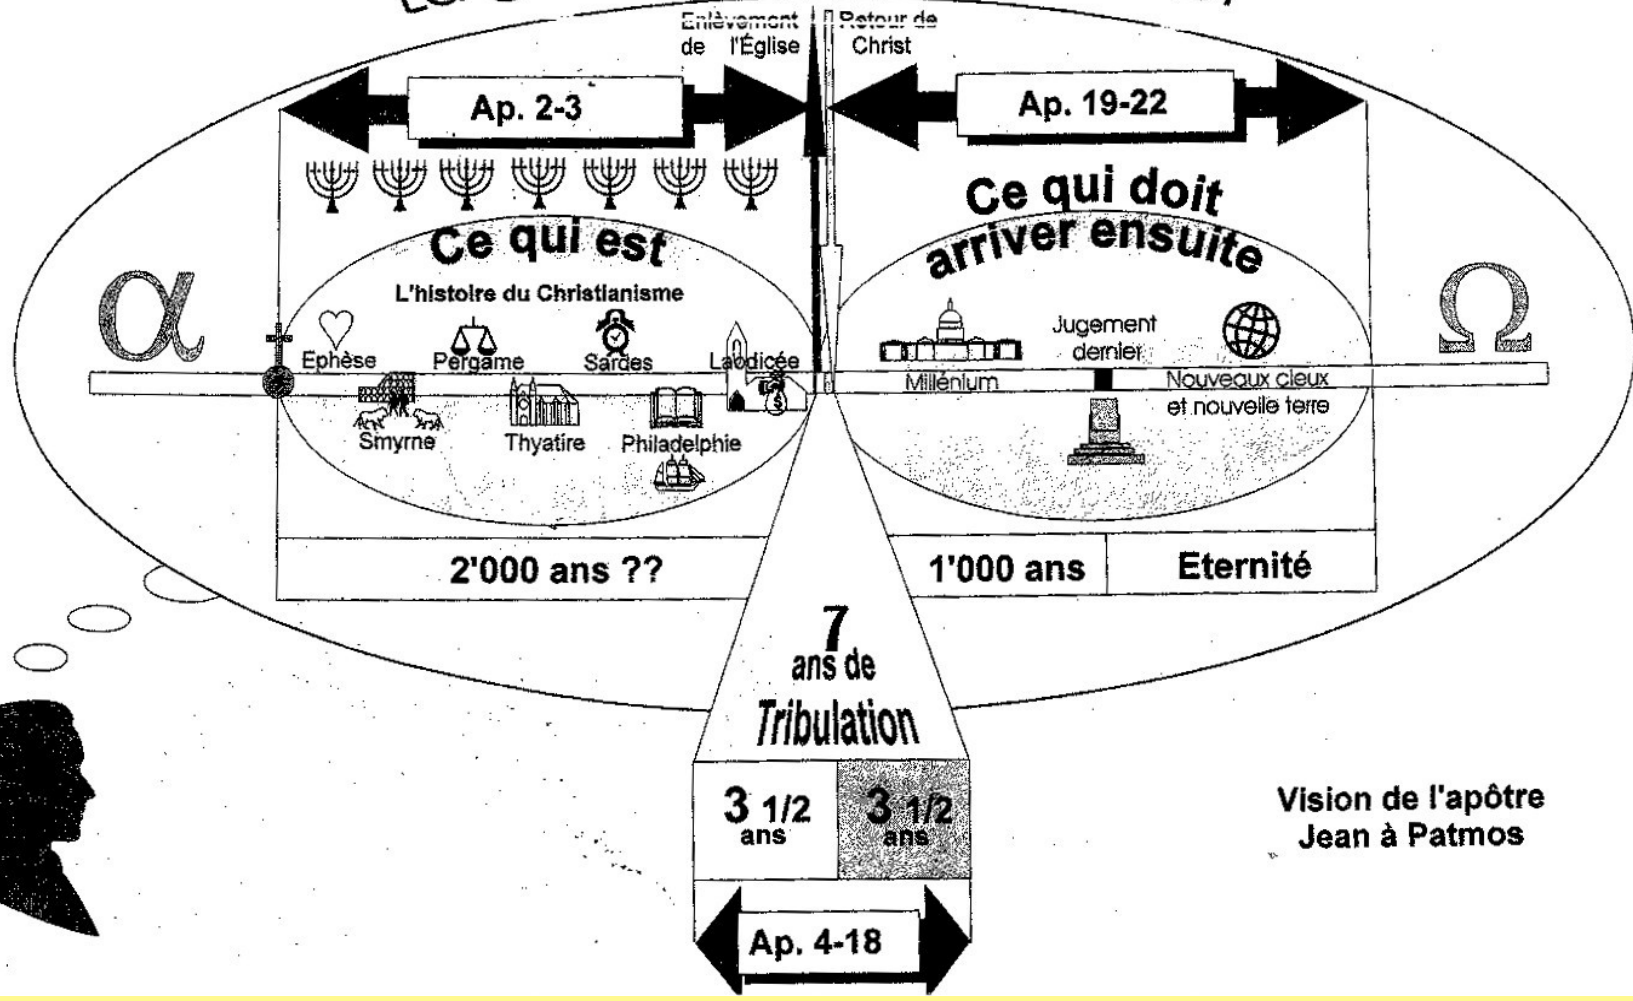 Enlèvement
de l'Église
Retour de
Christ
Ap. 2-3
Ap. 19-22
Ce qui est
L'histoire du Christianisme
Ce qui doit
arriver ensuite
α
Ω
Ephèse
Pergame
Sardes
Laodicée
Smyrne
Thyatire
Philadelphie
$
Millénium
Jugement
dernier
Nouveaux cieux
et nouvelle terre
2'000 ans ??
1'000 ans
Eternité
7
ans de
Tribulation
3 1/2
ans
3 1/2
ans
Ap. 4-18
Vision de l'apôtre
Jean à Patmos